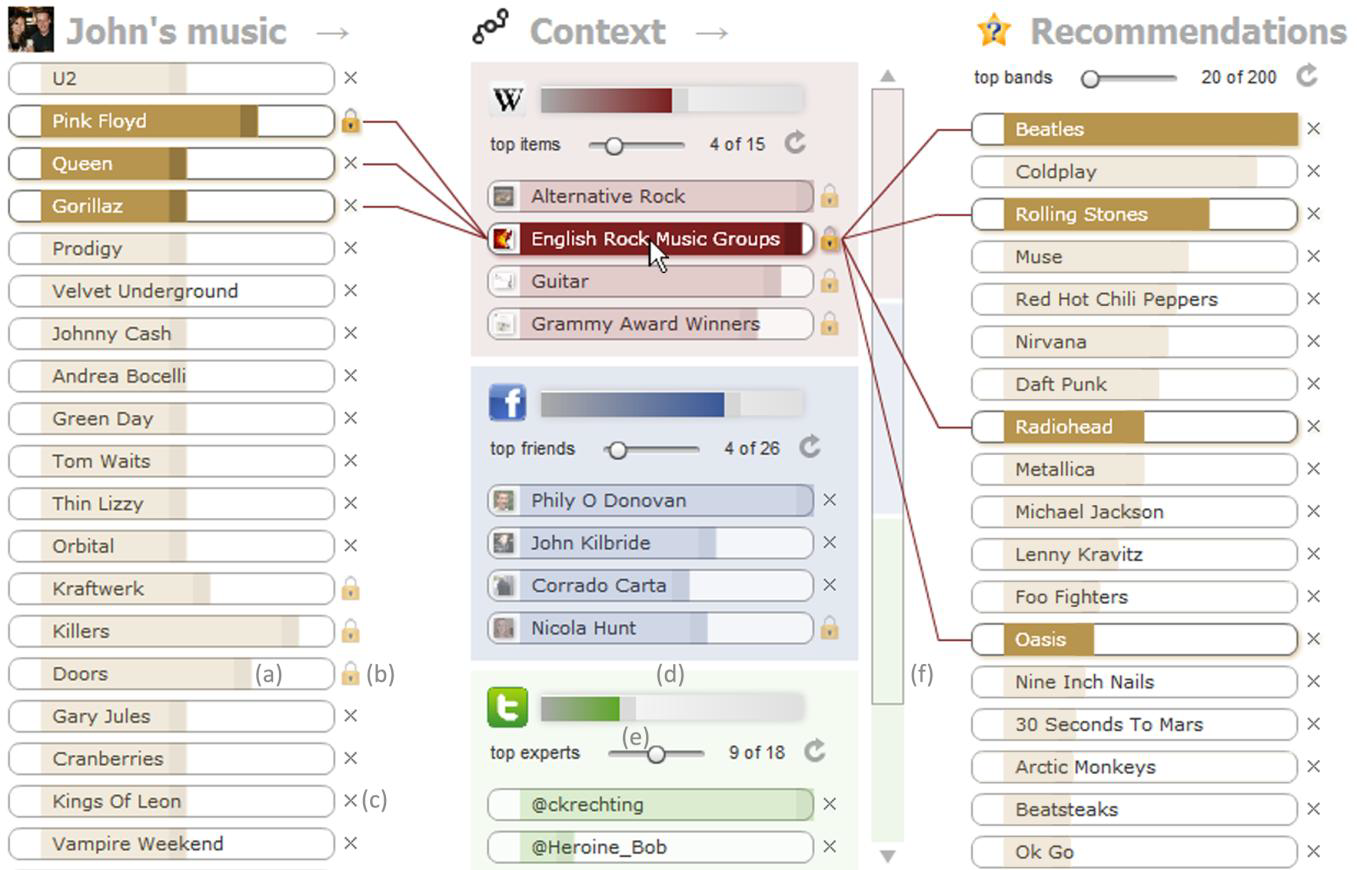 John's music →
U2 ×
Pink Floyd
Queen ×
Gorillaz ×
Prodigy ×
Velvet Underground ×
Johnny Cash ×
Andrea Bocelli ×
Green Day ×
Tom Waits ×
Thin Lizzy ×
Orbital ×
Kraftwerk
Killers
Doors (a) (b)
Gary Jules ×
Cranberries ×
Kings Of Leon × (c)
Vampire Weekend ×
Context →
W
top items 4 of 15
Alternative Rock
English Rock Music Groups
Guitar
Grammy Award Winners
f
top friends 4 of 26
Phily O Donovan ×
John Kilbride ×
Corrado Carta ×
Nicola Hunt
(d)
t
(e)
top experts 9 of 18
@ckrechting ×
@Heroine_Bob ×
(f)
? Recommendations
top bands 20 of 200
Beatles ×
Coldplay ×
Rolling Stones ×
Muse ×
Red Hot Chili Peppers ×
Nirvana ×
Daft Punk ×
Radiohead ×
Metallica ×
Michael Jackson ×
Lenny Kravitz ×
Foo Fighters ×
Oasis ×
Nine Inch Nails ×
30 Seconds To Mars ×
Arctic Monkeys ×
Beatsteaks ×
Ok Go ×